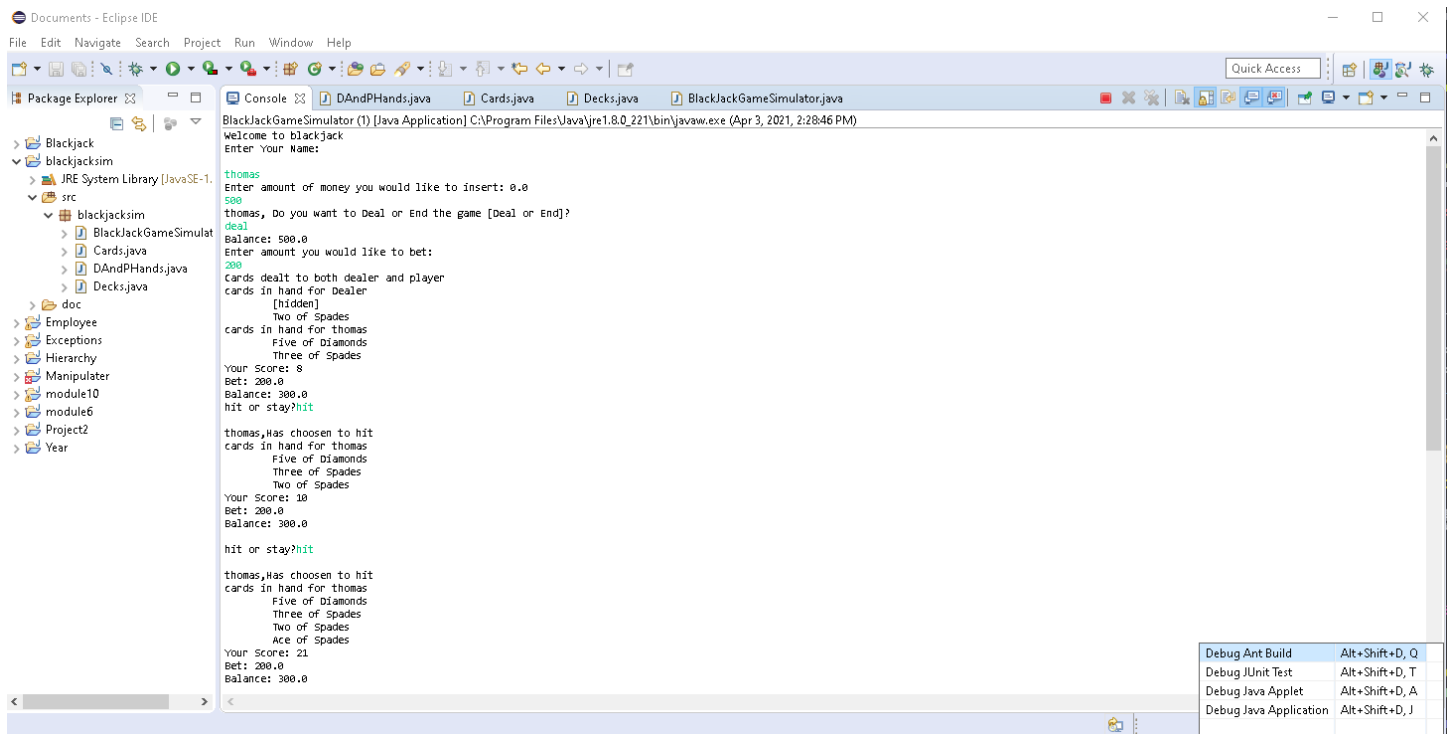 Documents - Eclipse IDE
File Edit Navigate Search Project Run Window Help
Quick Access
Package Explorer
Blackjack
blackjacksim
JRE System Library [JavaSE-1.
src
blackjacksim
BlackJackGameSimulat
Cards.java
DAndPHands.java
Decks.java
doc
Employee
Exceptions
Hierarchy
Manipulater
module10
module6
Project2
Year
Console DAndPHands.java Cards.java Decks.java BlackJackGameSimulator.java
BlackJackGameSimulator (1) [Java Application] C:\Program Files\Java\jre1.8.0_221\bin\javaw.exe (Apr 3, 2021, 2:28:46 PM)
Welcome to blackjack
Enter Your Name:
thomas
Enter amount of money you would like to insert: 0.0
500
thomas, Do you want to Deal or End the game [Deal or End]?
deal
Balance: 500.0
Enter amount you would like to bet:
200
Cards dealt to both dealer and player
cards in hand for Dealer
[hidden]
Two of Spades
cards in hand for thomas
Five of Diamonds
Three of Spades
Your Score: 8
Bet: 200.0
Balance: 300.0
hit or stay?hit
thomas,Has choosen to hit
cards in hand for thomas
Five of Diamonds
Three of Spades
Two of Spades
Your Score: 10
Bet: 200.0
Balance: 300.0
hit or stay?hit
thomas,Has choosen to hit
cards in hand for thomas
Five of Diamonds
Three of Spades
Two of Spades
Ace of Spades
Your Score: 21
Bet: 200.0
Balance: 300.0
Debug Ant Build Alt+Shift+D, Q
Debug JUnit Test Alt+Shift+D, T
Debug Java Applet Alt+Shift+D, A
Debug Java Application Alt+Shift+D, J